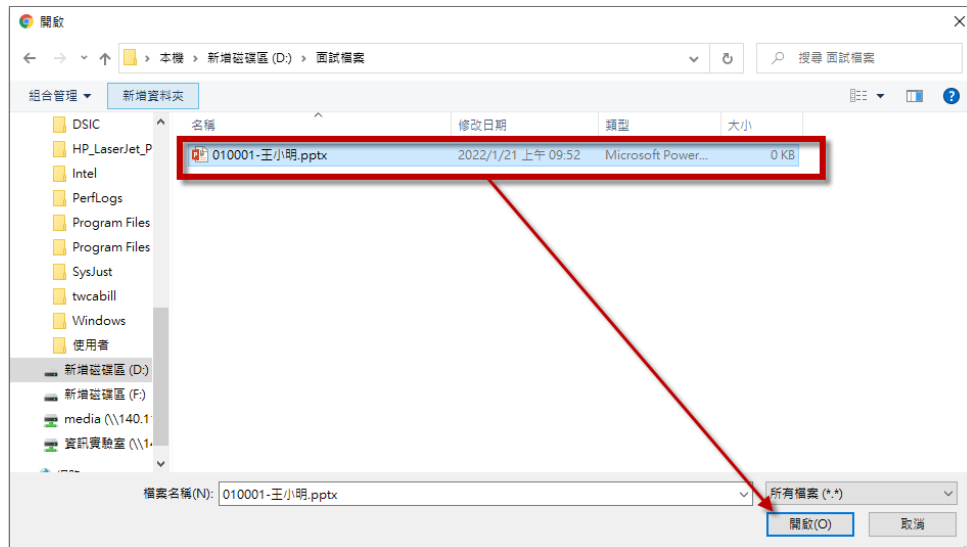 開啟
本機 › 新增磁碟區 (D:) › 面試檔案
搜尋 面試檔案
組合管理 新增資料夾
名稱 修改日期 類型 大小
010001-王小明.pptx 2022/1/21 上午 09:52 Microsoft Power... 0 KB
DSIC
HP_LaserJet_P
Intel
PerfLogs
Program Files
Program Files
SysJust
twcabill
Windows
使用者
新增磁碟區 (D:)
新增磁碟區 (F:)
media (\\140.1
資訊實驗室 (\\14
檔案名稱(N): 010001-王小明.pptx 所有檔案 (*.*)
開啟(O) 取消